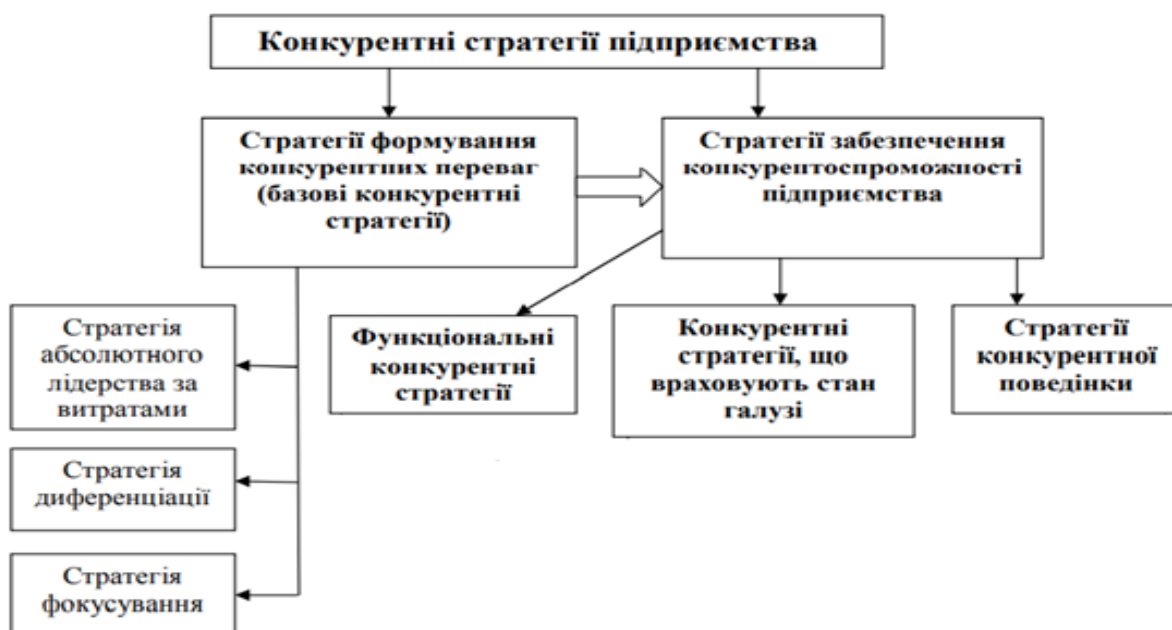 Конкурентні стратегії підприємства
Стратегії формування
конкурентних переваг
(базові конкурентні
стратегії)
Стратегії забезпечення
конкурентоспроможності
підприємства
Стратегія
абсолютного
лідерства за
витратами
Функціональні
конкурентні
стратегії
Конкурентні
стратегії, що
враховують стан
галузі
Стратегії
конкурентної
поведінки
Стратегія
диференціації
Стратегія
фокусування